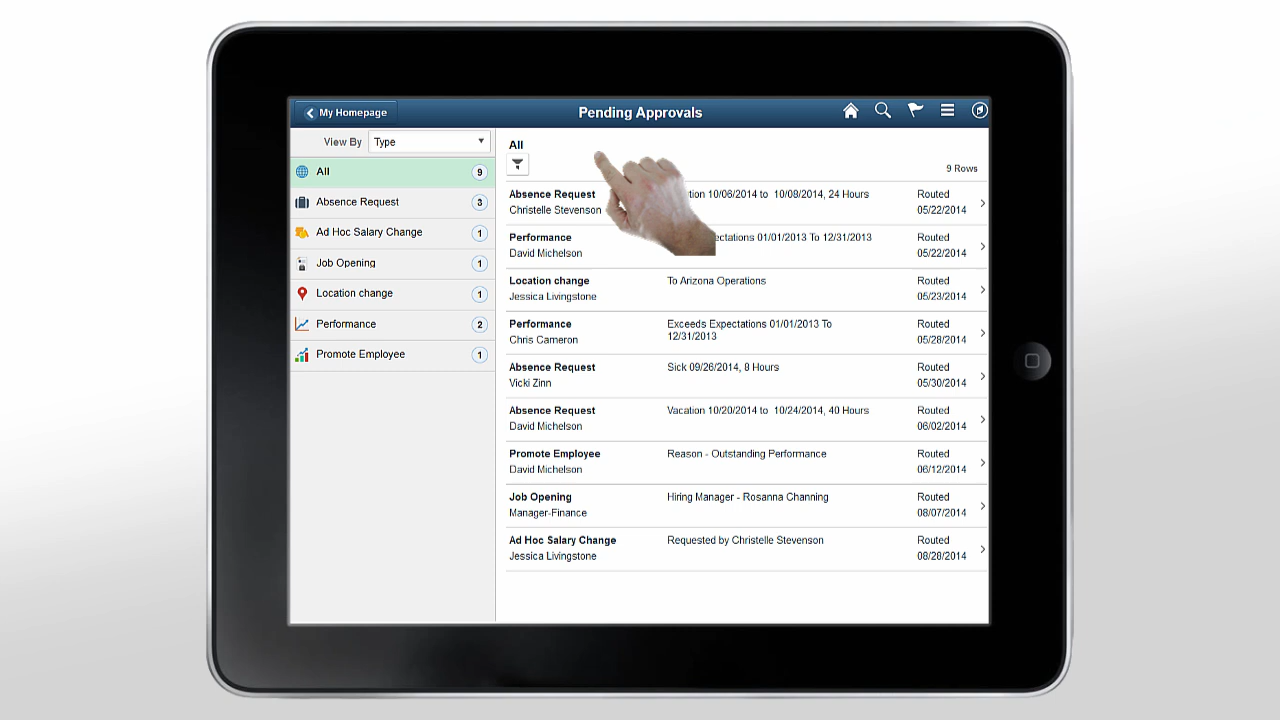 My Homepage
Pending Approvals
View By Type
All 9
Absence Request 3
Ad Hoc Salary Change 1
Job Opening 1
Location change 1
Performance 2
Promote Employee 1
All
9 Rows
Absence Request 10/06/2014 to 10/08/2014, 24 Hours Routed
Christelle Stevenson 05/22/2014
Performance 01/01/2013 To 12/31/2013 Routed
David Michelson 05/22/2014
Location change To Arizona Operations Routed
Jessica Livingstone 05/23/2014
Performance Exceeds Expectations 01/01/2013 To Routed
12/31/2013
Chris Cameron 05/28/2014
Absence Request Sick 09/26/2014, 8 Hours Routed
Vicki Zinn 05/30/2014
Absence Request Vacation 10/20/2014 to 10/24/2014, 40 Hours Routed
David Michelson 06/02/2014
Promote Employee Reason - Outstanding Performance Routed
David Michelson 06/12/2014
Job Opening Hiring Manager - Rosanna Channing Routed
Manager-Finance 08/07/2014
Ad Hoc Salary Change Requested by Christelle Stevenson Routed
Jessica Livingstone 08/28/2014